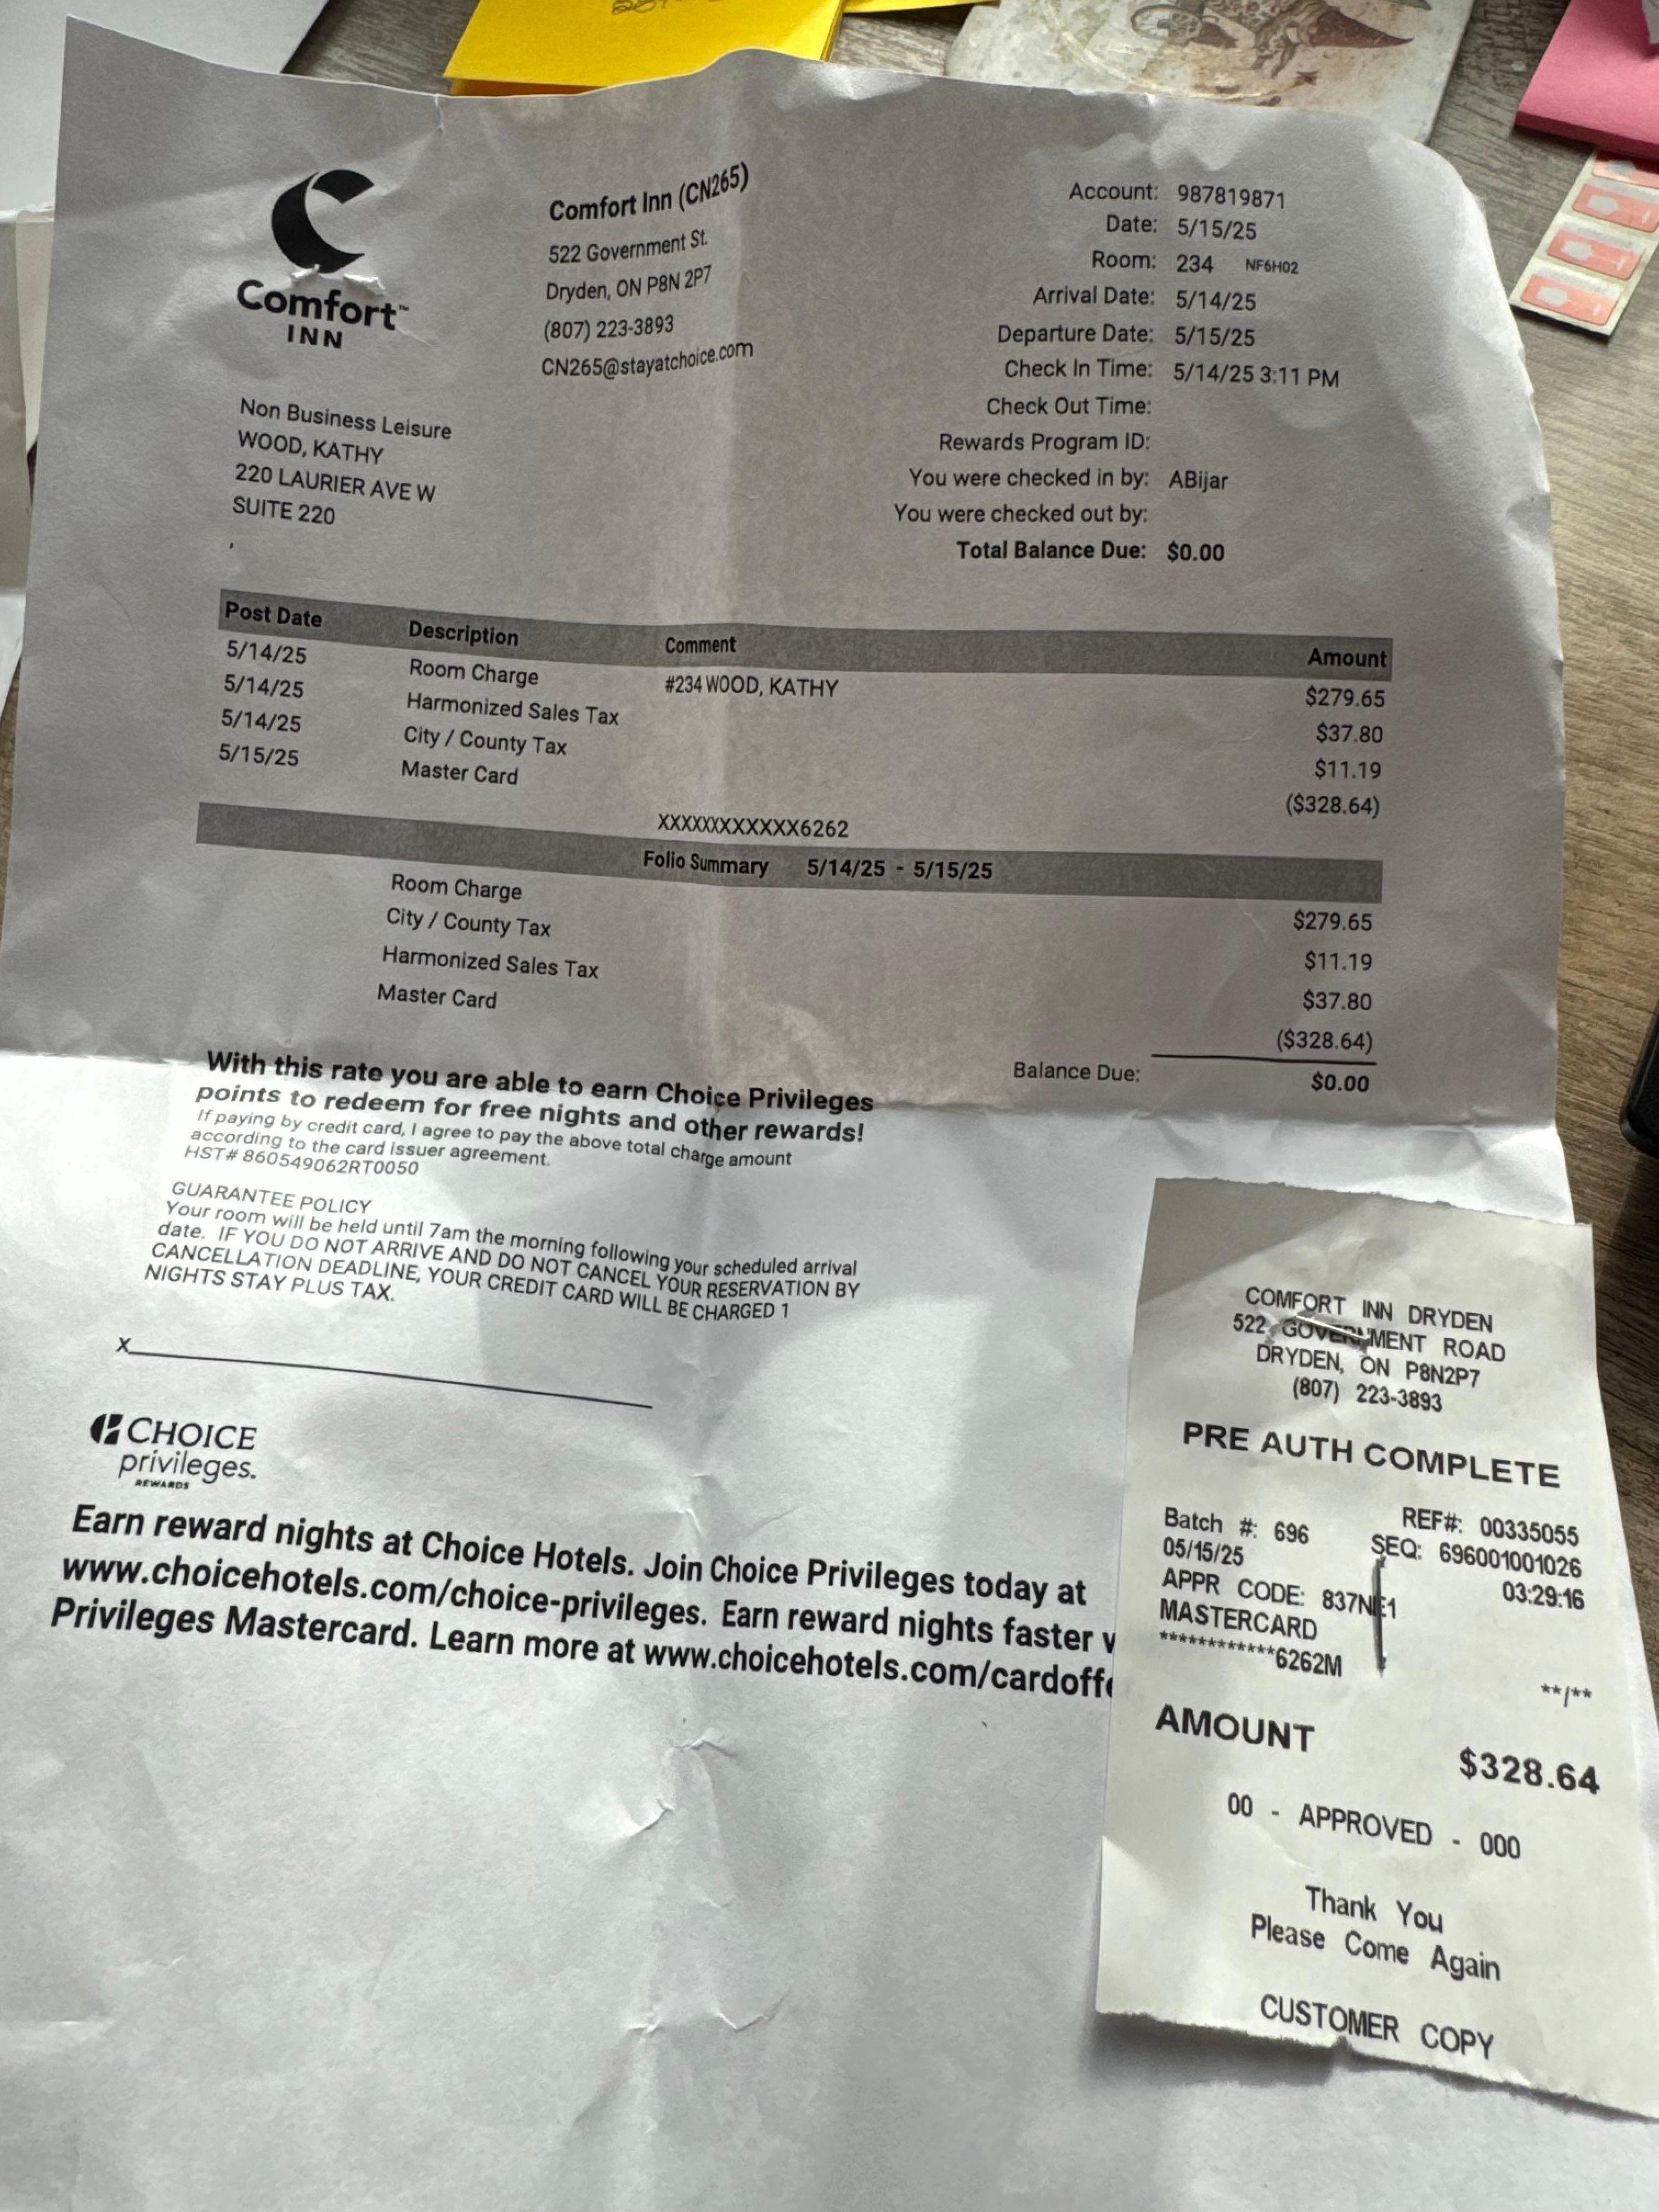 Comfort™
INN
Comfort Inn (CN265)
522 Government St.
Dryden, ON P8N 2P7
(807) 223-3893
CN265@stayatchoice.com
Account: 987819871
Date: 5/15/25
Room: 234 NF6H02
Arrival Date: 5/14/25
Departure Date: 5/15/25
Check In Time: 5/14/25 3:11 PM
Check Out Time:
Rewards Program ID:
You were checked in by: ABijar
You were checked out by:
Total Balance Due: $0.00
Non Business Leisure
WOOD, KATHY
220 LAURIER AVE W
SUITE 220
,
Post Date Description Comment Amount
5/14/25 Room Charge #234 WOOD, KATHY $279.65
5/14/25 Harmonized Sales Tax $37.80
5/14/25 City / County Tax $11.19
5/15/25 Master Card ($328.64)
XXXXXXXXXXXX6262
Folio Summary 5/14/25 - 5/15/25
Room Charge $279.65
City / County Tax $11.19
Harmonized Sales Tax $37.80
Master Card ($328.64)
Balance Due: $0.00
With this rate you are able to earn Choice Privileges
points to redeem for free nights and other rewards!
If paying by credit card, I agree to pay the above total charge amount
according to the card issuer agreement.
HST# 860549062RT0050
GUARANTEE POLICY
Your room will be held until 7am the morning following your scheduled arrival
date. IF YOU DO NOT ARRIVE AND DO NOT CANCEL YOUR RESERVATION BY
CANCELLATION DEADLINE, YOUR CREDIT CARD WILL BE CHARGED 1
NIGHTS STAY PLUS TAX.
x
CHOICE
privileges.
REWARDS
Earn reward nights at Choice Hotels. Join Choice Privileges today at
www.choicehotels.com/choice-privileges. Earn reward nights faster
Privileges Mastercard. Learn more at www.choicehotels.com/cardoff
COMFORT INN DRYDEN
522 GOVERNMENT ROAD
DRYDEN, ON P8N2P7
(807) 223-3893
PRE AUTH COMPLETE
Batch #: 696 REF#: 00335055
05/15/25 SEQ: 696001001026
APPR CODE: 837NE1 03:29:16
MASTERCARD
************6262M **/**
AMOUNT $328.64
00 - APPROVED - 000
Thank You
Please Come Again
CUSTOMER COPY